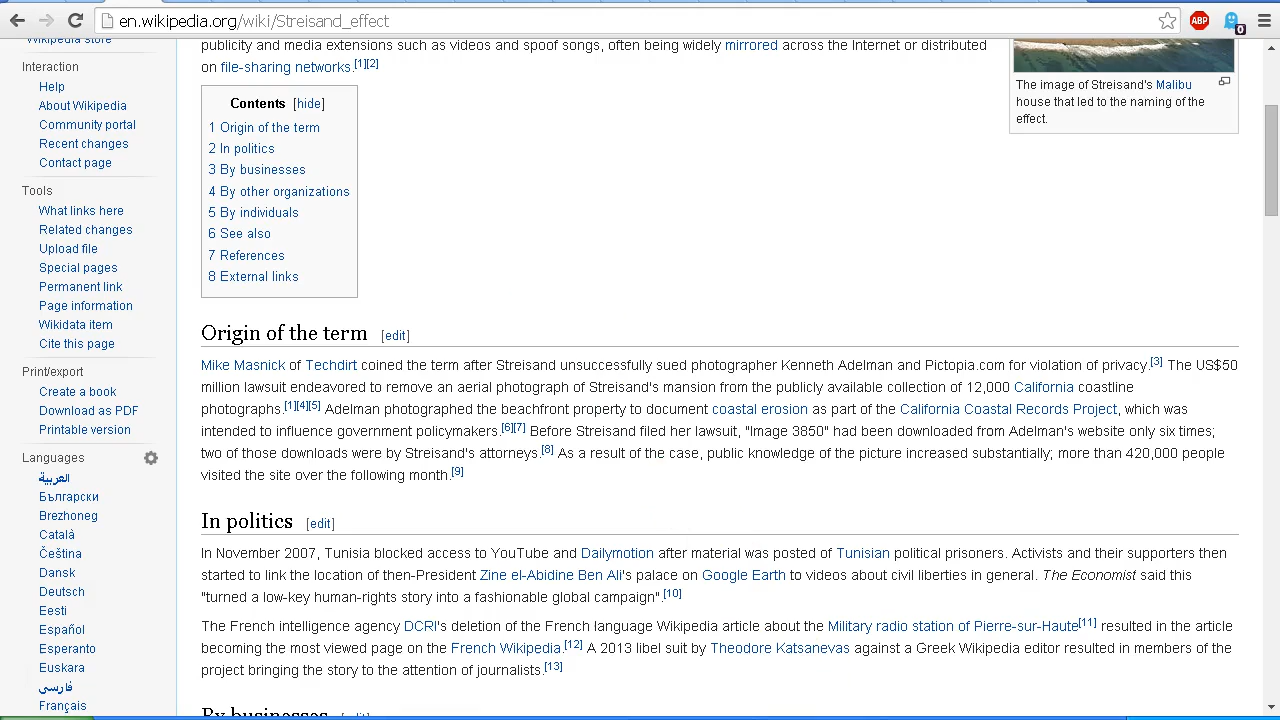 en.wikipedia.org/wiki/Streisand_effect
ABP
0
Wikipedia store
Interaction
Help
About Wikipedia
Community portal
Recent changes
Contact page
Tools
What links here
Related changes
Upload file
Special pages
Permanent link
Page information
Wikidata item
Cite this page
Print/export
Create a book
Download as PDF
Printable version
Languages
العربية
Български
Brezhoneg
Català
Čeština
Dansk
Deutsch
Eesti
Español
Esperanto
Euskara
فارسی
Français
publicity and media extensions such as videos and spoof songs, often being widely mirrored across the Internet or distributed
on file-sharing networks.[1][2]
The image of Streisand's Malibu
house that led to the naming of the
effect.
Contents [hide]
1 Origin of the term
2 In politics
3 By businesses
4 By other organizations
5 By individuals
6 See also
7 References
8 External links
Origin of the term [edit]
Mike Masnick of Techdirt coined the term after Streisand unsuccessfully sued photographer Kenneth Adelman and Pictopia.com for violation of privacy.[3] The US$50
million lawsuit endeavored to remove an aerial photograph of Streisand's mansion from the publicly available collection of 12,000 California coastline
photographs.[1][4][5] Adelman photographed the beachfront property to document coastal erosion as part of the California Coastal Records Project, which was
intended to influence government policymakers.[6][7] Before Streisand filed her lawsuit, "Image 3850" had been downloaded from Adelman's website only six times;
two of those downloads were by Streisand's attorneys.[8] As a result of the case, public knowledge of the picture increased substantially; more than 420,000 people
visited the site over the following month.[9]
In politics [edit]
In November 2007, Tunisia blocked access to YouTube and Dailymotion after material was posted of Tunisian political prisoners. Activists and their supporters then
started to link the location of then-President Zine el-Abidine Ben Ali's palace on Google Earth to videos about civil liberties in general. The Economist said this
"turned a low-key human-rights story into a fashionable global campaign".[10]
The French intelligence agency DCRI's deletion of the French language Wikipedia article about the Military radio station of Pierre-sur-Haute[11] resulted in the article
becoming the most viewed page on the French Wikipedia.[12] A 2013 libel suit by Theodore Katsanevas against a Greek Wikipedia editor resulted in members of the
project bringing the story to the attention of journalists.[13]
By businesses [edit]